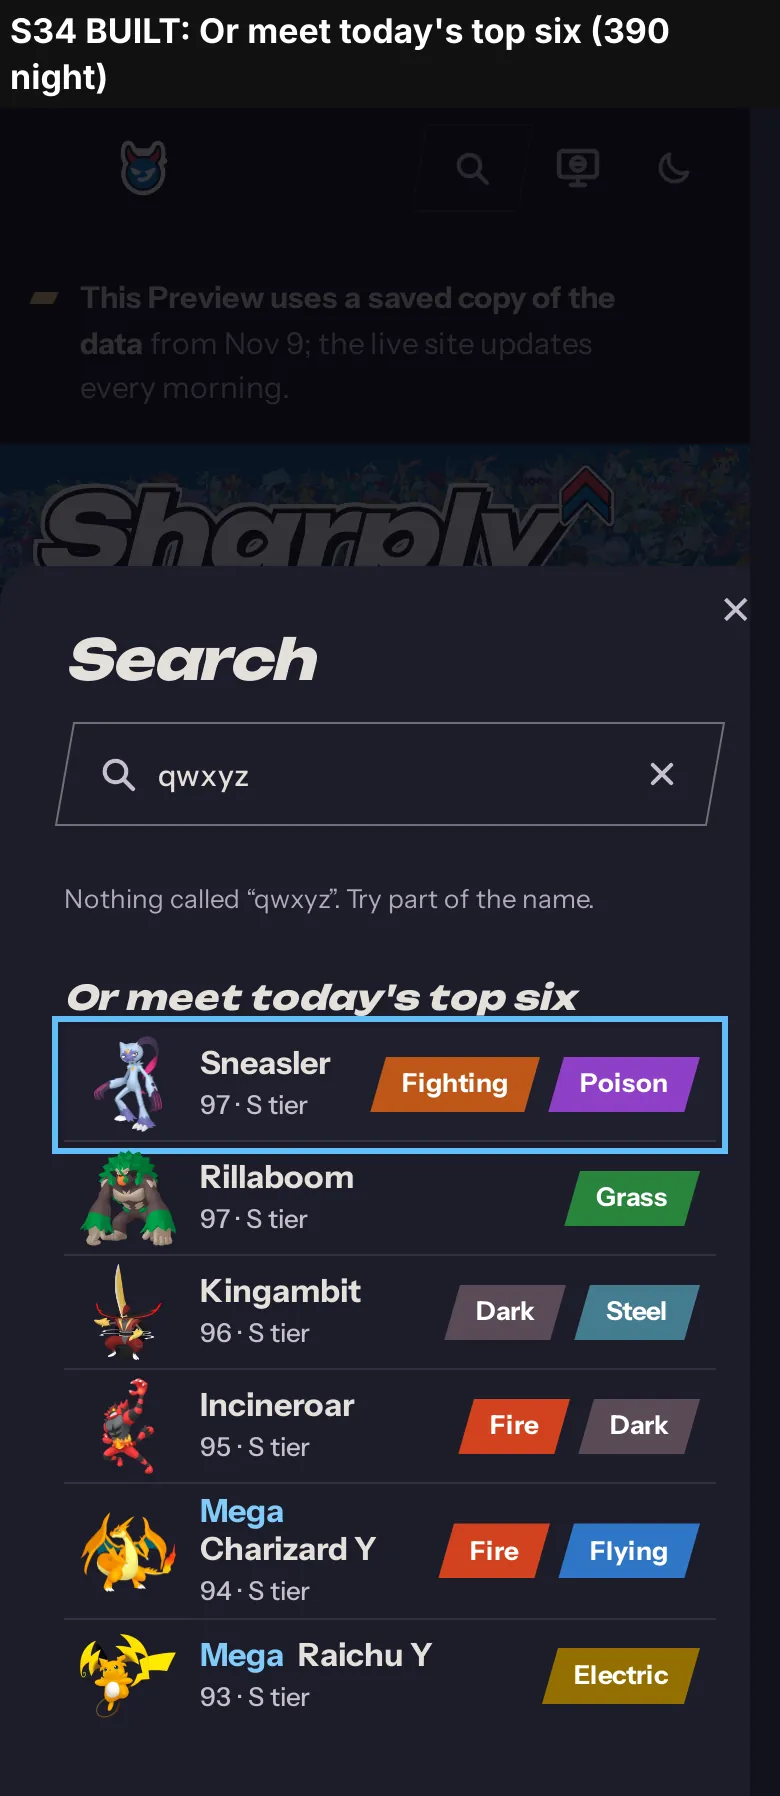 S34 BUILT: Or meet today's top six (390
night)
This Preview uses a saved copy of the
data from Nov 9; the live site updates
every morning.
Sharply
Search
qwxyz
Nothing called “qwxyz”. Try part of the name.
Or meet today's top six
Sneasler
97 · S tier
Fighting
Poison
Rillaboom
97 · S tier
Grass
Kingambit
96 · S tier
Dark
Steel
Incineroar
95 · S tier
Fire
Dark
Mega
Charizard Y
94 · S tier
Fire
Flying
Mega Raichu Y
93 · S tier
Electric